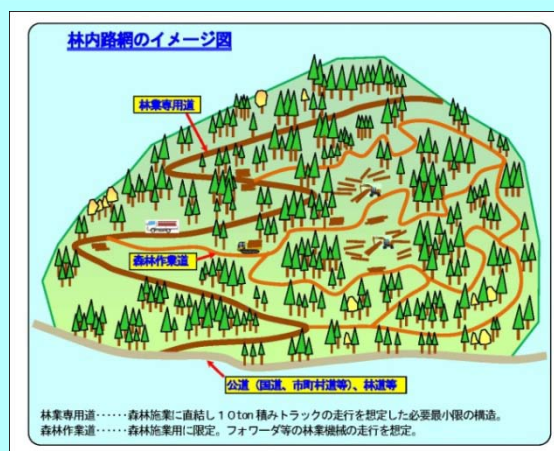 林内路網のイメージ図
林業専用道
森林作業道
公道（国道、市町村道等）、林道等
林業専用道‥‥‥森林施業に直結し１０ton 積みトラックの走行を想定した必要最小限の構造。
森林作業道‥‥‥森林施業用に限定。フォワーダ等の林業機械の走行を想定。